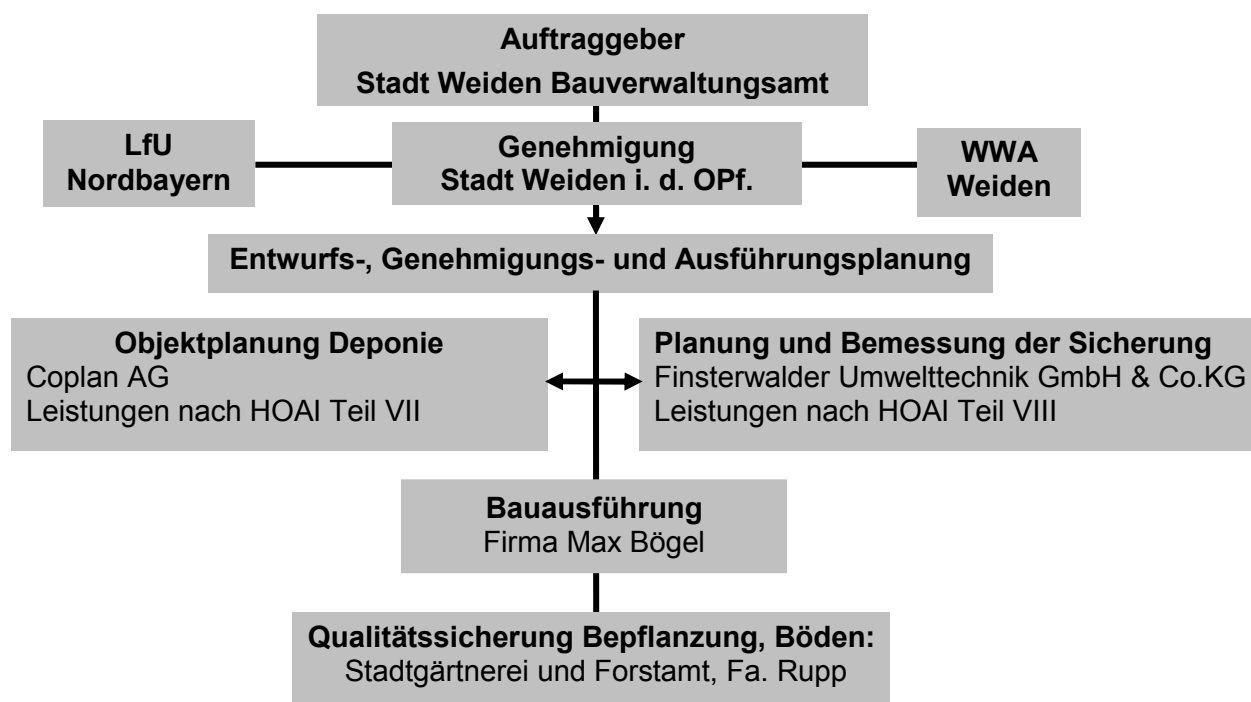 Auftraggeber
Stadt Weiden Bauverwaltungsamt
LfU
Nordbayern
Genehmigung
Stadt Weiden i. d. OPf.
WWA
Weiden
Entwurfs-, Genehmigungs- und Ausführungsplanung
Objektplanung Deponie
Coplan AG
Leistungen nach HOAI Teil VII
Planung und Bemessung der Sicherung
Finsterwalder Umwelttechnik GmbH & Co.KG
Leistungen nach HOAI Teil VIII
Bauausführung
Firma Max Bögel
Qualitätssicherung Bepflanzung, Böden:
Stadtgärtnerei und Forstamt, Fa. Rupp